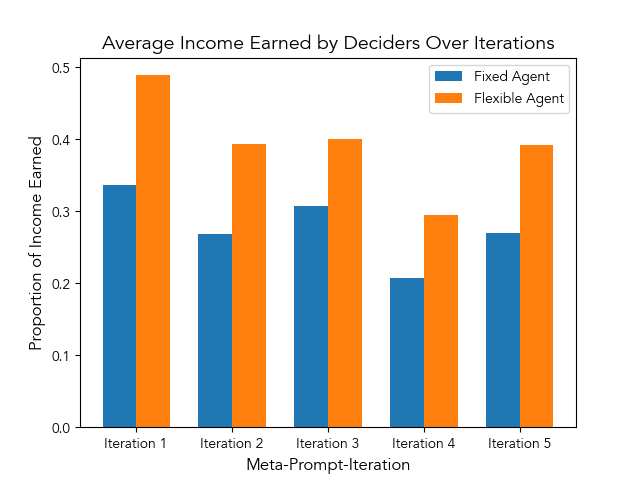 Average Income Earned by Deciders Over Iterations
Fixed Agent
Flexible Agent
Proportion of Income Earned
0.5
0.4
0.3
0.2
0.1
0.0
Iteration 1
Iteration 2
Iteration 3
Iteration 4
Iteration 5
Meta-Prompt-Iteration